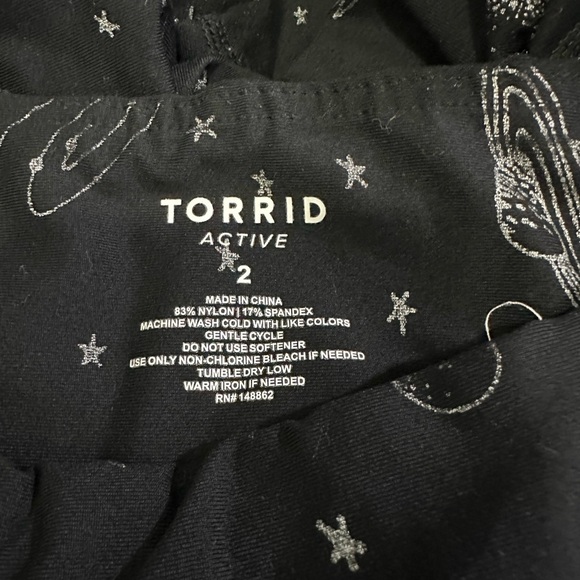 TORRID
ACTIVE
2
MADE IN CHINA
83% NYLON | 17% SPANDEX
MACHINE WASH COLD WITH LIKE COLORS
GENTLE CYCLE
DO NOT USE SOFTENER
USE ONLY NON-CHLORINE BLEACH IF NEEDED
TUMBLE DRY LOW
WARM IRON IF NEEDED
RN# 148862